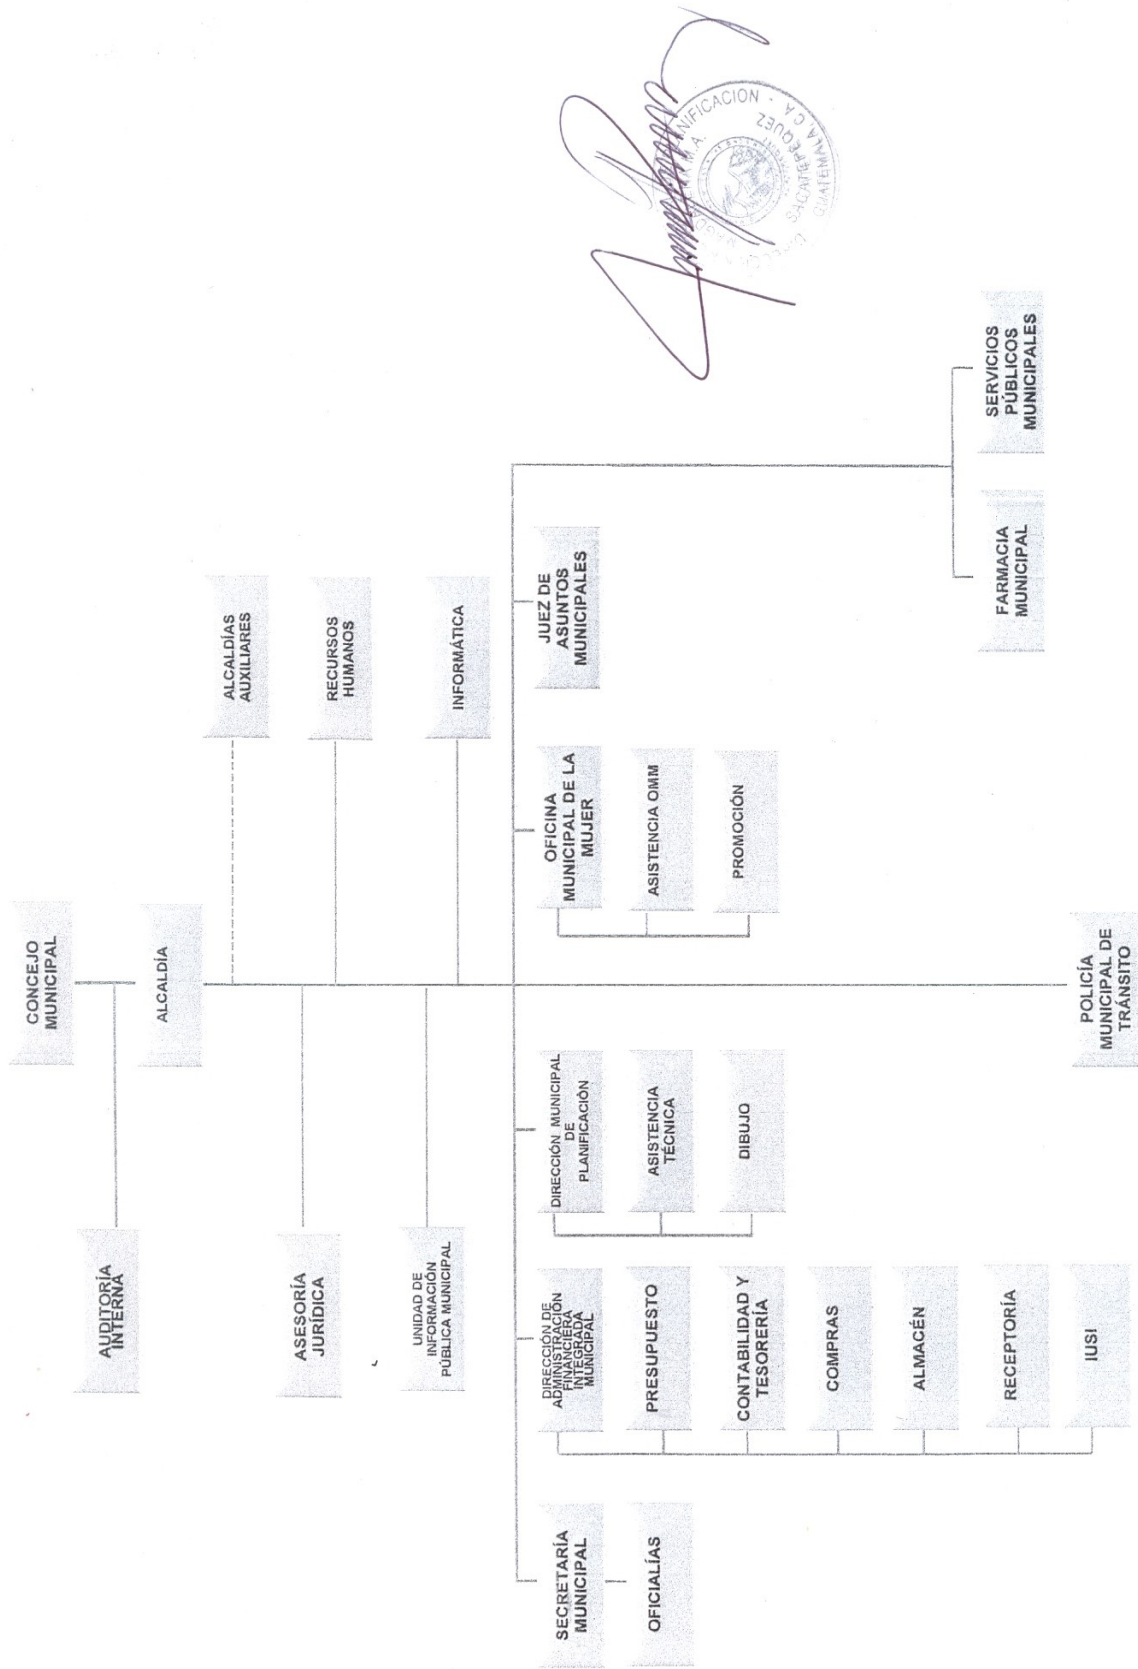 CONCEJO
MUNICIPAL
AUDITORÍA
INTERNA
ALCALDÍA
ALCALDÍAS
AUXILIARES
ASESORÍA
JURÍDICA
RECURSOS
HUMANOS
UNIDAD DE
INFORMACIÓN
PÚBLICA MUNICIPAL
INFORMÁTICA
SECRETARÍA
MUNICIPAL
OFICIALÍAS
DIRECCIÓN DE
ADMINISTRACIÓN
FINANCIERA
INTEGRADA
MUNICIPAL
PRESUPUESTO
CONTABILIDAD Y
TESORERÍA
COMPRAS
ALMACÉN
RECEPTORÍA
IUSI
DIRECCIÓN MUNICIPAL
DE
PLANIFICACIÓN
ASISTENCIA
TÉCNICA
DIBUJO
OFICINA
MUNICIPAL DE LA
MUJER
ASISTENCIA OMM
PROMOCIÓN
JUEZ DE
ASUNTOS
MUNICIPALES
POLICÍA
MUNICIPAL DE
TRÁNSITO
FARMACIA
MUNICIPAL
SERVICIOS
PÚBLICOS
MUNICIPALES
M.A.
SACATEPÉQUEZ
GUATEMALA, C.A.